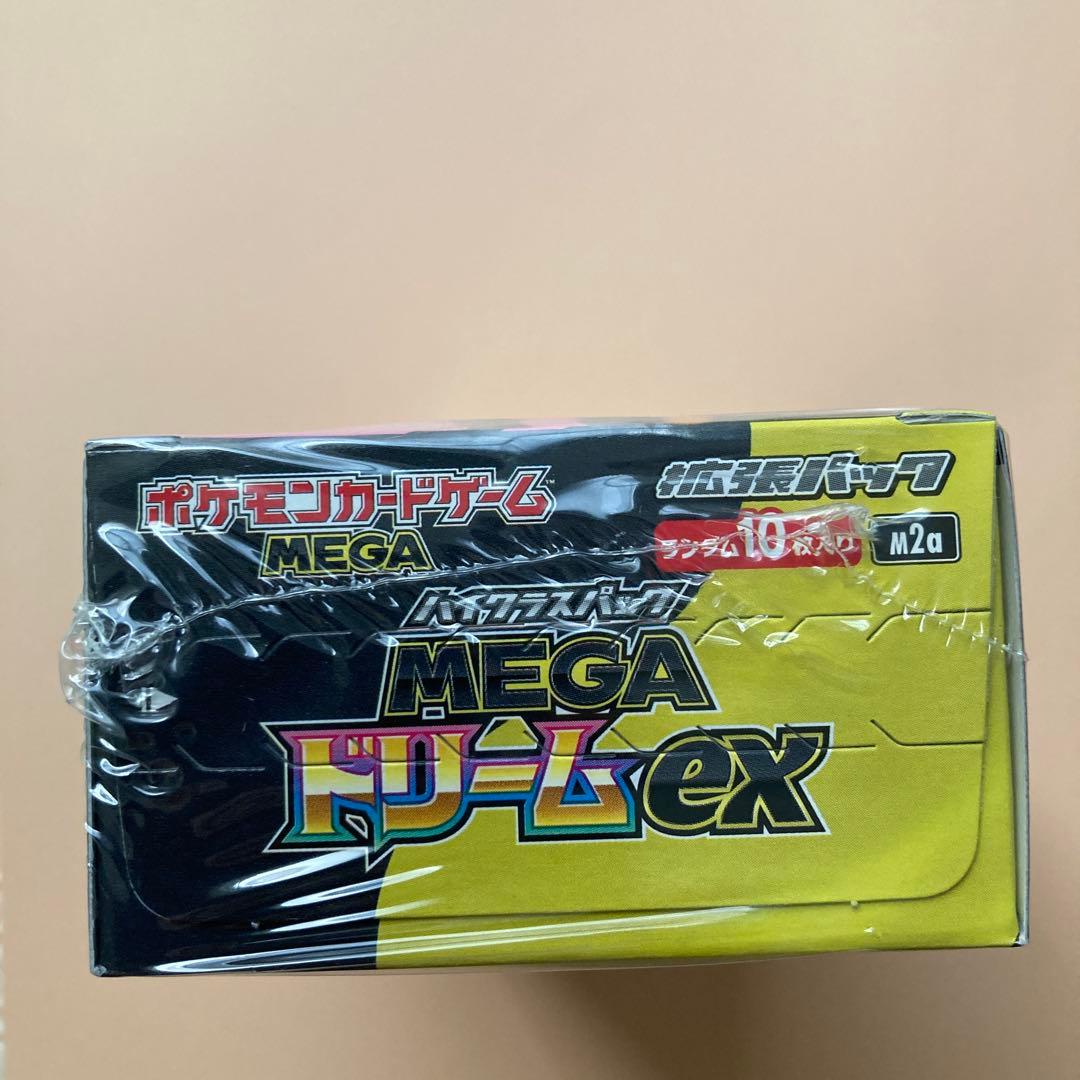 ポケモンカードゲーム™
MEGA
拡張パック
ランダム10枚入り
M2a
ハイクラスパック
MEGA
ドリームex